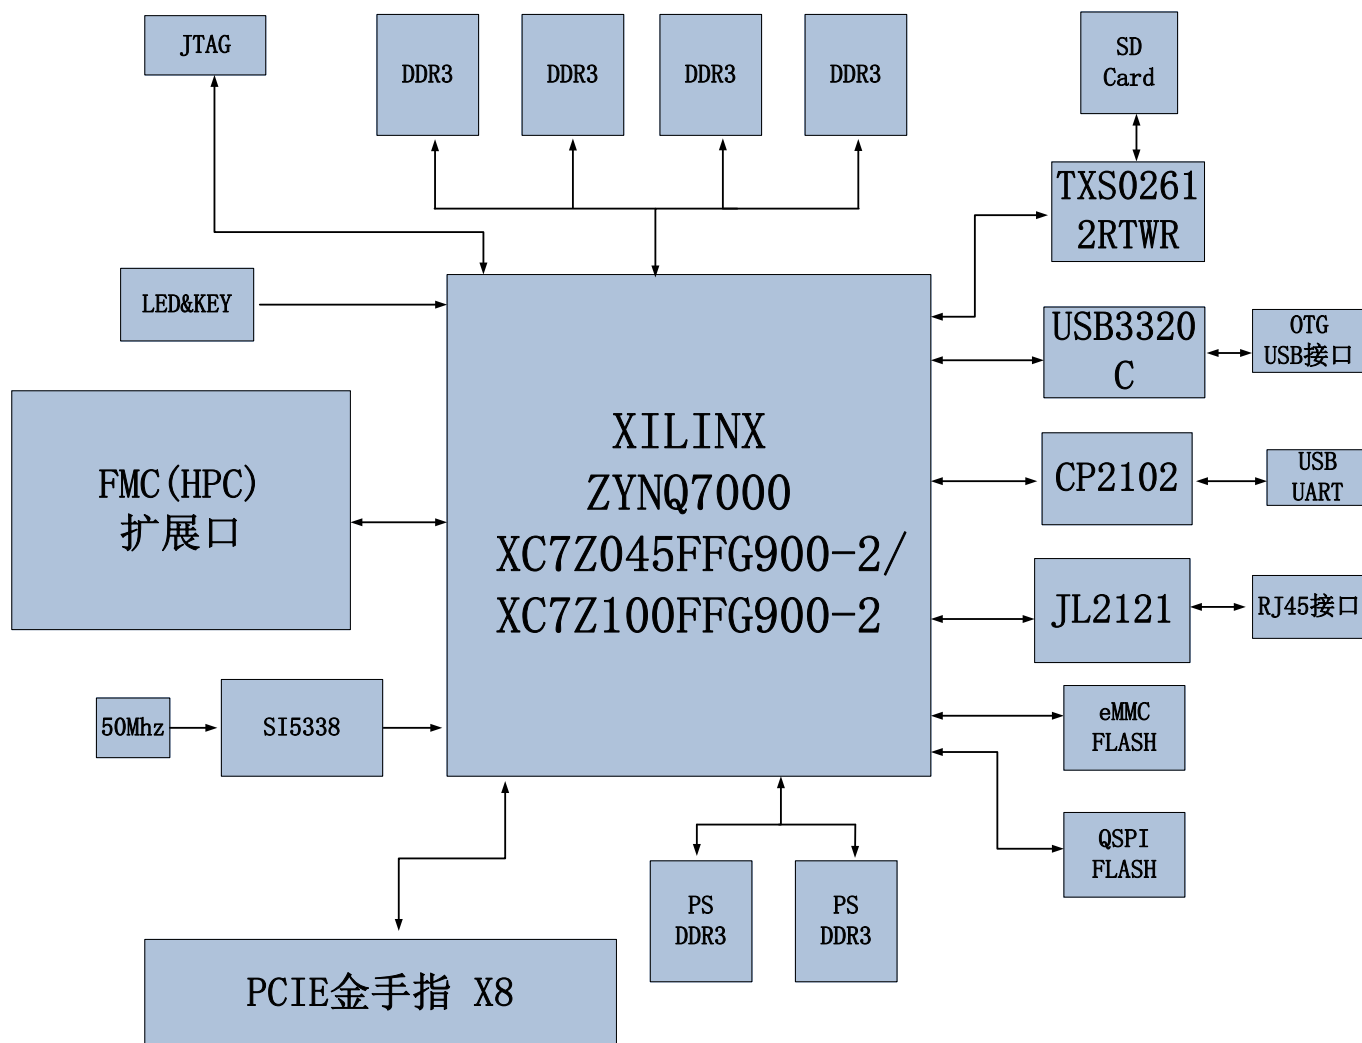 JTAG
DDR3
DDR3
DDR3
DDR3
SD
Card
TXS0261
2RTWR
LED&KEY
USB3320
C
OTG
USB接口
FMC(HPC)
扩展口
XILINX
ZYNQ7000
XC7Z045FFG900-2/
XC7Z100FFG900-2
CP2102
USB
UART
JL2121
RJ45接口
50Mhz
SI5338
eMMC
FLASH
QSPI
FLASH
PS
DDR3
PS
DDR3
PCIE金手指 X8